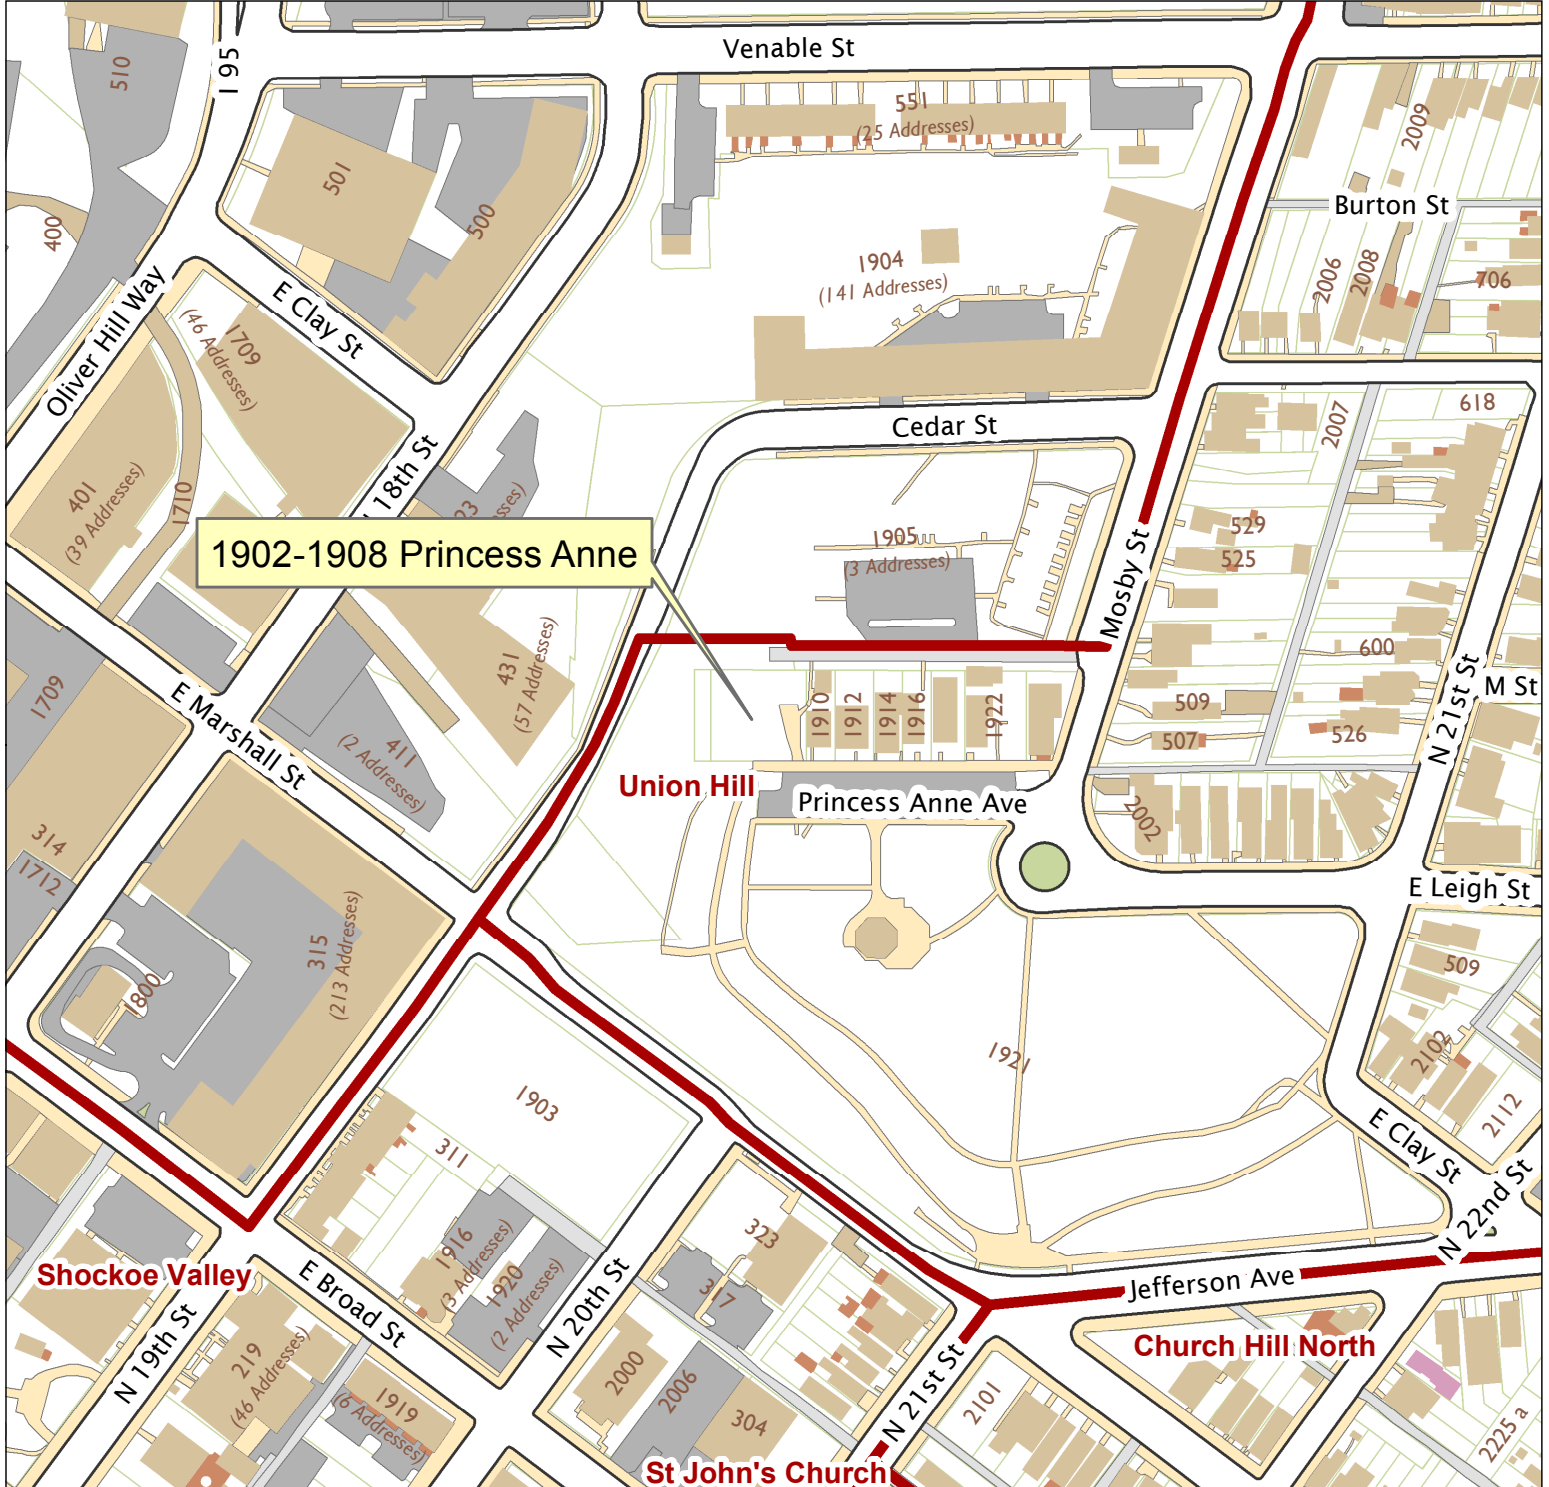 Venable St
I 95
510
551
(25 Addresses)
2009
501
500
400
Burton St
1904
(141 Addresses)
2006
2008
706
E Clay St
Oliver Hill Way
1709
(46 Addresses)
618
2007
Cedar St
N 18th St
401
(39 Addresses)
1710
23
1902-1908 Princess Anne
1905
(3 Addresses)
529
525
Mosby St
431
(57 Addresses)
600
M St
N 21st St
1709
E Marshall St
411
(2 Addresses)
1910
1912
1914
1916
1922
509
507
526
Union Hill
Princess Anne Ave
2002
314
1712
E Leigh St
315
(213 Addresses)
1800
509
1921
2102
2112
1903
311
E Clay St
N 22nd St
Shockoe Valley
E Broad St
1916
(3 Addresses)
1920
(2 Addresses)
323
317
N 20th St
Jefferson Ave
Church Hill North
N 19th St
219
(46 Addresses)
1919
(6 Addresses)
2000
2006
304
N 21st St
2101
2225 a
St John's Church